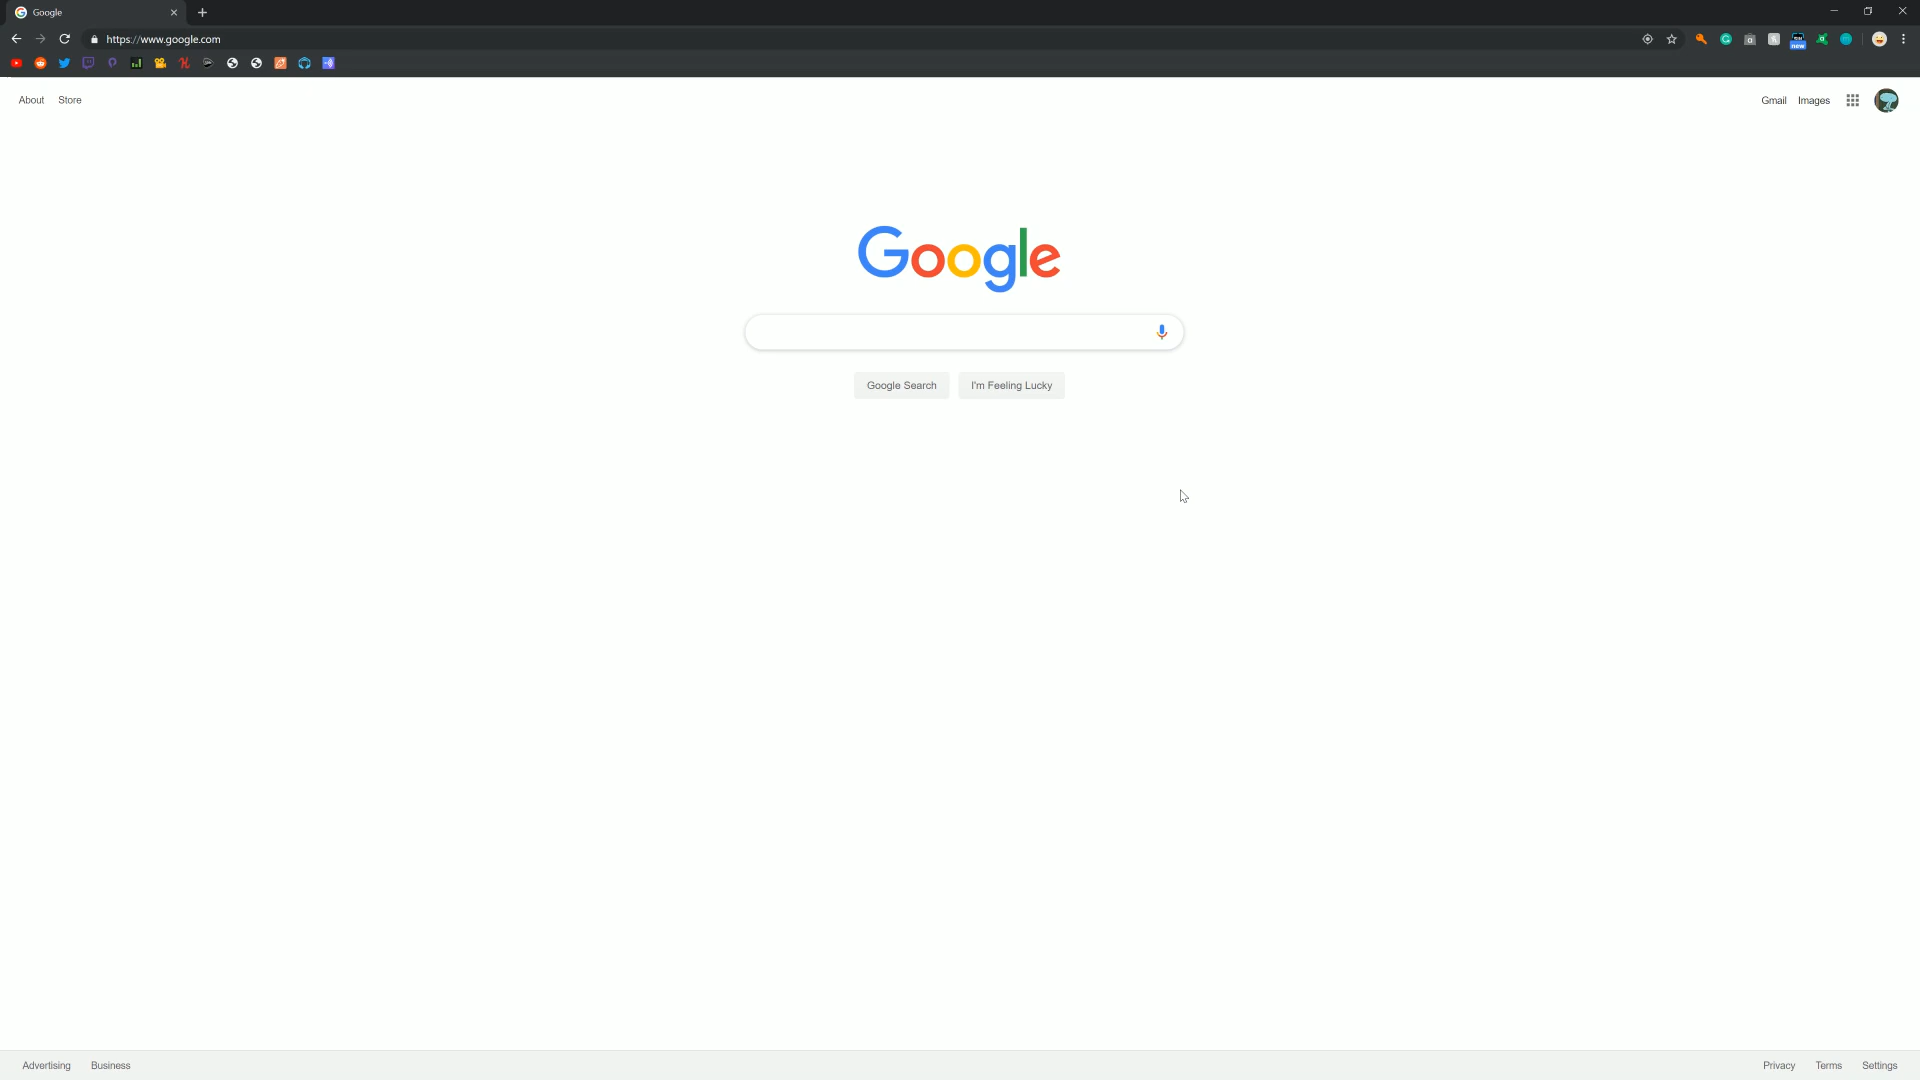 Google
https://www.google.com
new
About Store
Gmail Images
Google
Google Search I'm Feeling Lucky
Advertising Business
Privacy Terms Settings